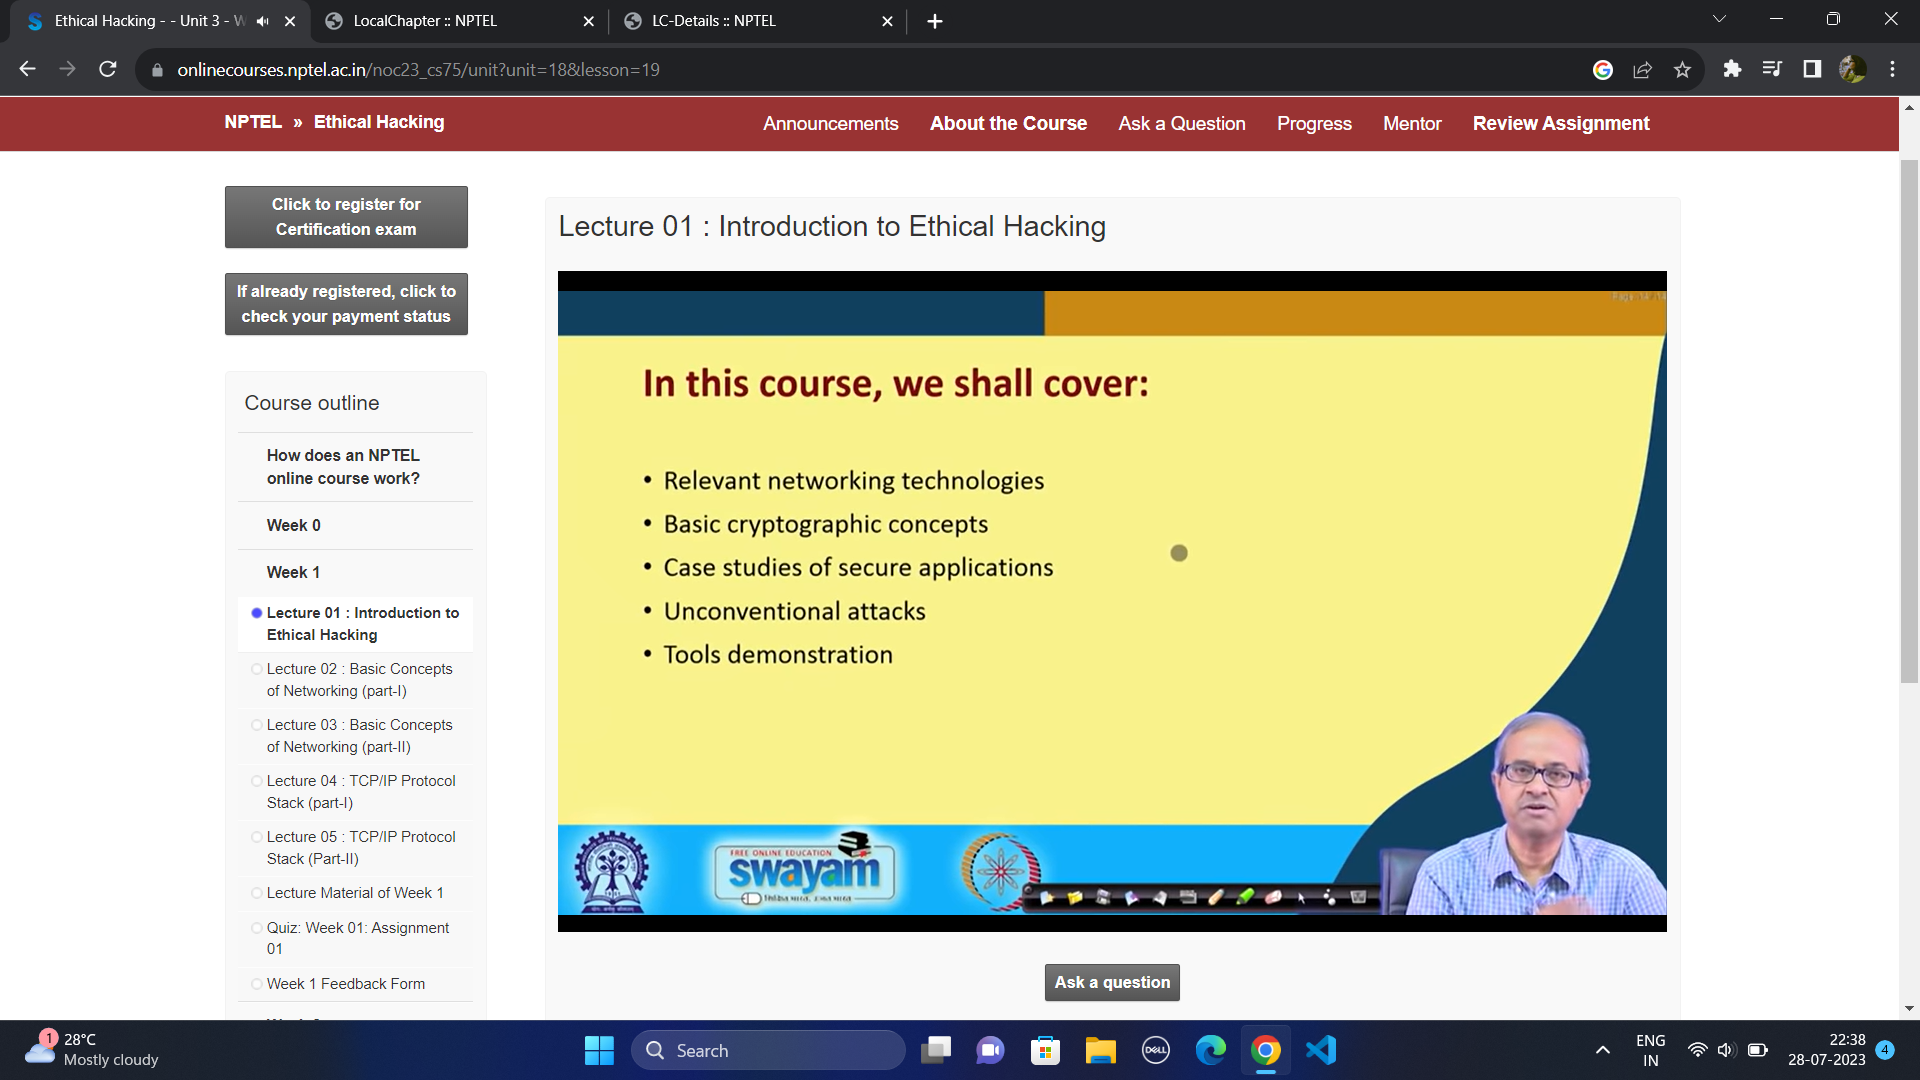 Ethical Hacking - - Unit 3 - W
LocalChapter :: NPTEL
LC-Details :: NPTEL
onlinecourses.nptel.ac.in/noc23_cs75/unit?unit=18&lesson=19
NPTEL » Ethical Hacking
Announcements About the Course Ask a Question Progress Mentor Review Assignment
Click to register for
Certification exam
If already registered, click to
check your payment status
Course outline
How does an NPTEL
online course work?
Week 0
Week 1
Lecture 01 : Introduction to
Ethical Hacking
Lecture 02 : Basic Concepts
of Networking (part-I)
Lecture 03 : Basic Concepts
of Networking (part-II)
Lecture 04 : TCP/IP Protocol
Stack (part-I)
Lecture 05 : TCP/IP Protocol
Stack (Part-II)
Lecture Material of Week 1
Quiz: Week 01: Assignment
01
Week 1 Feedback Form
Lecture 01 : Introduction to Ethical Hacking
In this course, we shall cover:
• Relevant networking technologies
• Basic cryptographic concepts
• Case studies of secure applications
• Unconventional attacks
• Tools demonstration
FREE ONLINE EDUCATION
swayam
Ask a question
1
28°C
Mostly cloudy
Search
DELL
ENG
IN
22:38
28-07-2023
4